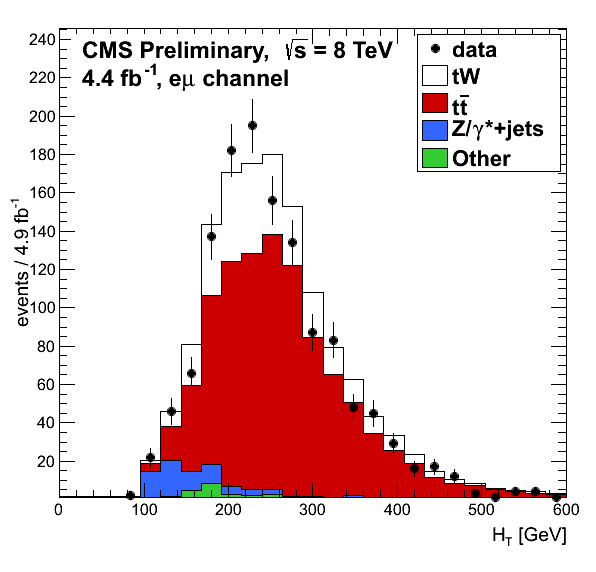 CMS Preliminary, √s = 8 TeV
4.4 fb⁻¹, eμ channel
data
tW
tt̄
Z/γ*+jets
Other
events / 4.9 fb⁻¹
240
220
200
180
160
140
120
100
80
60
40
20
0 100 200 300 400 500 600
H_T [GeV]